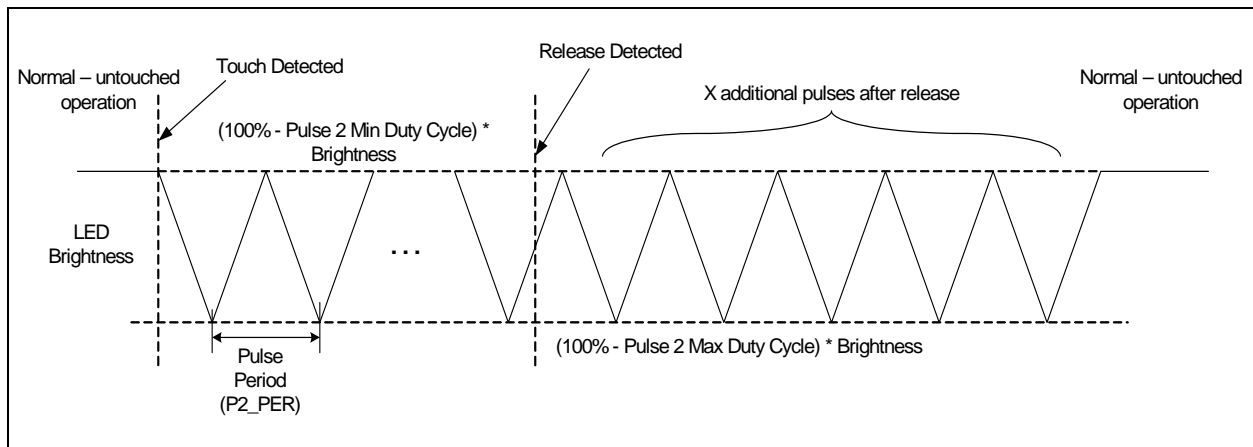 Normal – untouched
operation
Touch Detected
Release Detected
X additional pulses after release
Normal – untouched
operation
(100% - Pulse 2 Min Duty Cycle) *
Brightness
LED
Brightness
. . .
(100% - Pulse 2 Max Duty Cycle) * Brightness
Pulse
Period
(P2_PER)